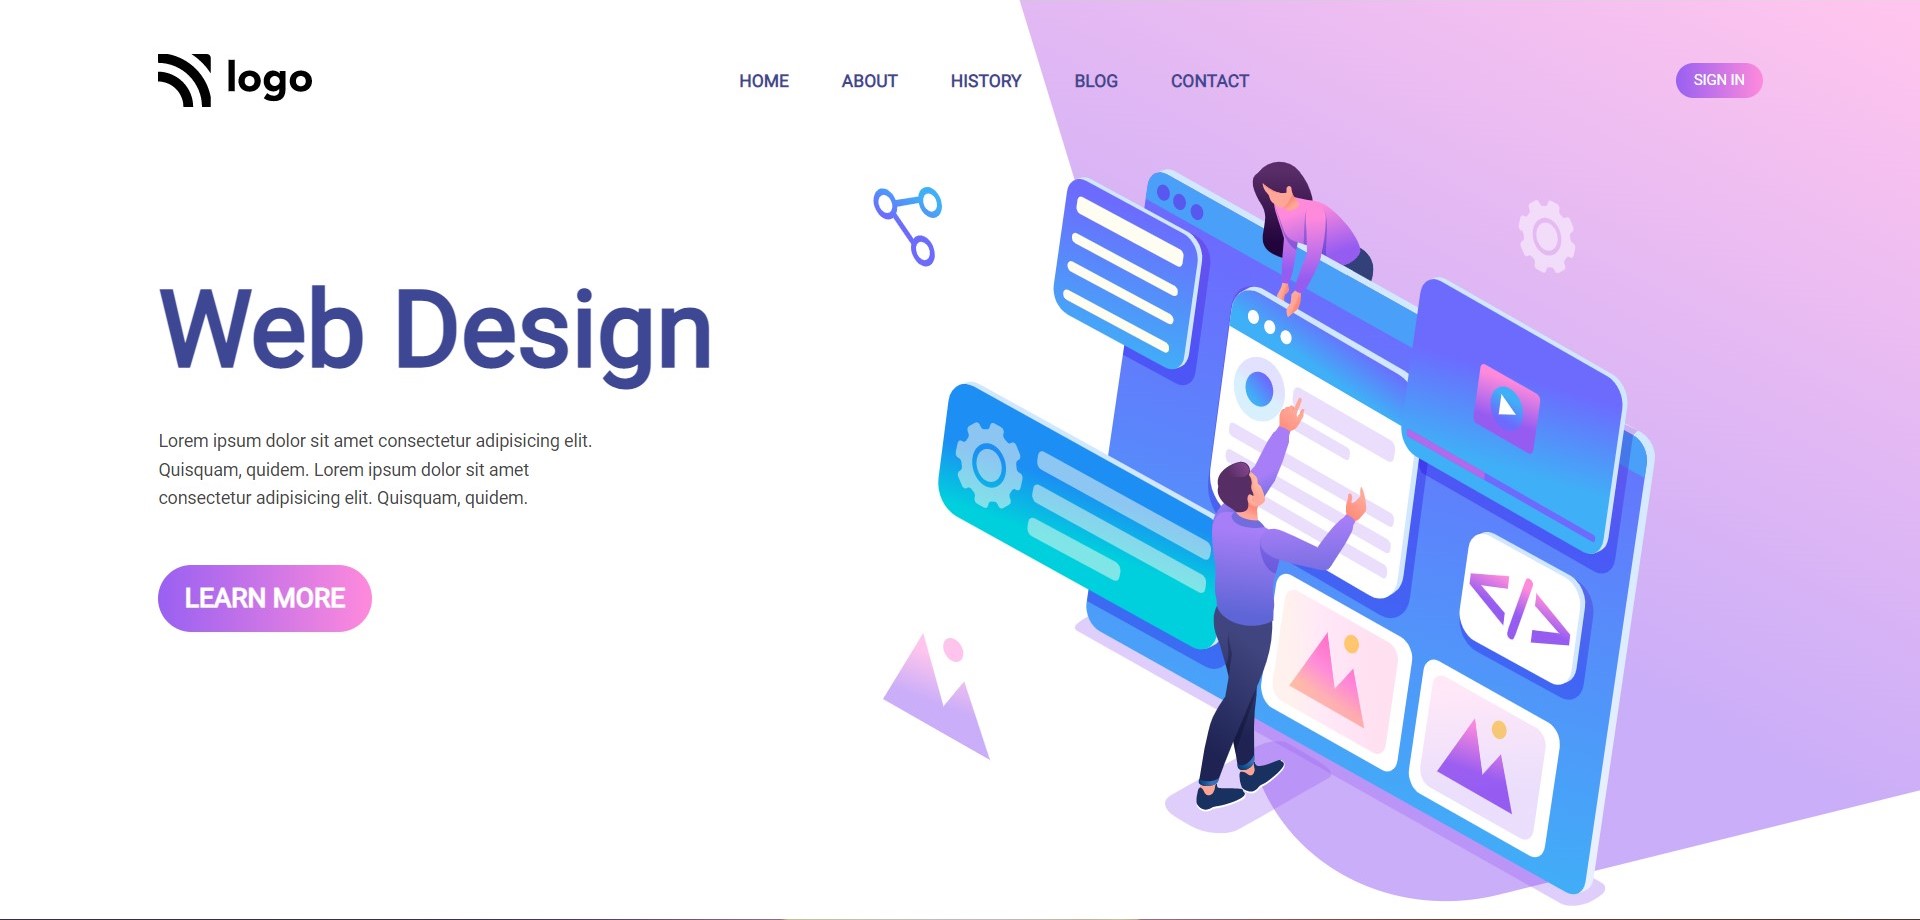 logo
HOME
ABOUT
HISTORY
BLOG
CONTACT
SIGN IN
Web Design
Lorem ipsum dolor sit amet consectetur adipisicing elit.
Quisquam, quidem. Lorem ipsum dolor sit amet
consectetur adipisicing elit. Quisquam, quidem.
LEARN MORE
</>